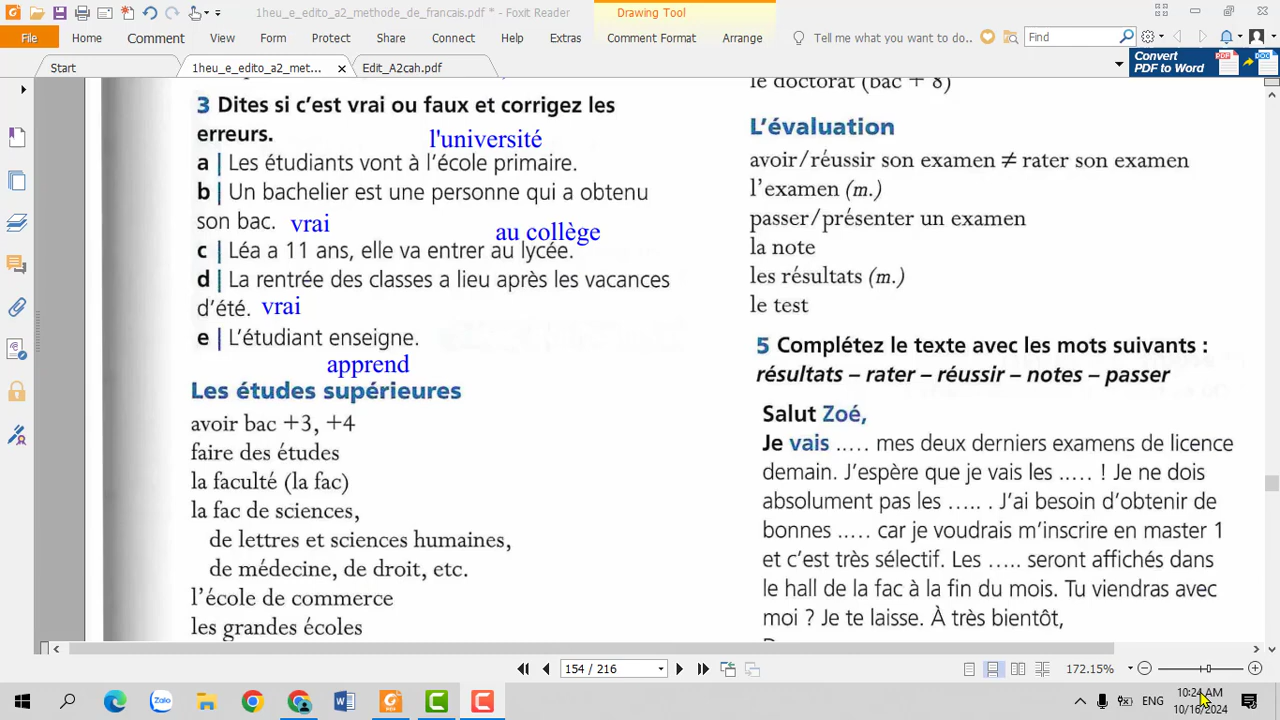 1heu_e_edito_a2_methode_de_francais.pdf * - Foxit Reader
Drawing Tool
File Home Comment View Form Protect Share Connect Help Extras Comment Format Arrange Tell me what you want to do.. Find
Start 1heu_e_edito_a2_met... Edit_A2cah.pdf
Convert
PDF to Word
3 Dites si c'est vrai ou faux et corrigez les
erreurs.
l'université
a | Les étudiants vont à l'école primaire.
b | Un bachelier est une personne qui a obtenu
son bac. vrai
au collège
c | Léa a 11 ans, elle va entrer au lycée.
d | La rentrée des classes a lieu après les vacances
d'été. vrai
e | L'étudiant enseigne.
apprend
Les études supérieures
avoir bac +3, +4
faire des études
la faculté (la fac)
la fac de sciences,
de lettres et sciences humaines,
de médecine, de droit, etc.
l'école de commerce
les grandes écoles
le doctorat (bac + 8)
L'évaluation
avoir/réussir son examen ≠ rater son examen
l'examen (m.)
passer/présenter un examen
la note
les résultats (m.)
le test
5 Complétez le texte avec les mots suivants :
résultats – rater – réussir – notes – passer
Salut Zoé,
Je vais ..... mes deux derniers examens de licence
demain. J'espère que je vais les ..... ! Je ne dois
absolument pas les ..... . J'ai besoin d'obtenir de
bonnes ..... car je voudrais m'inscrire en master 1
et c'est très sélectif. Les ..... seront affichés dans
le hall de la fac à la fin du mois. Tu viendras avec
moi ? Je te laisse. À très bientôt,
154 / 216
172.15%
Zalo
ENG
10:24 AM
10/16/2024